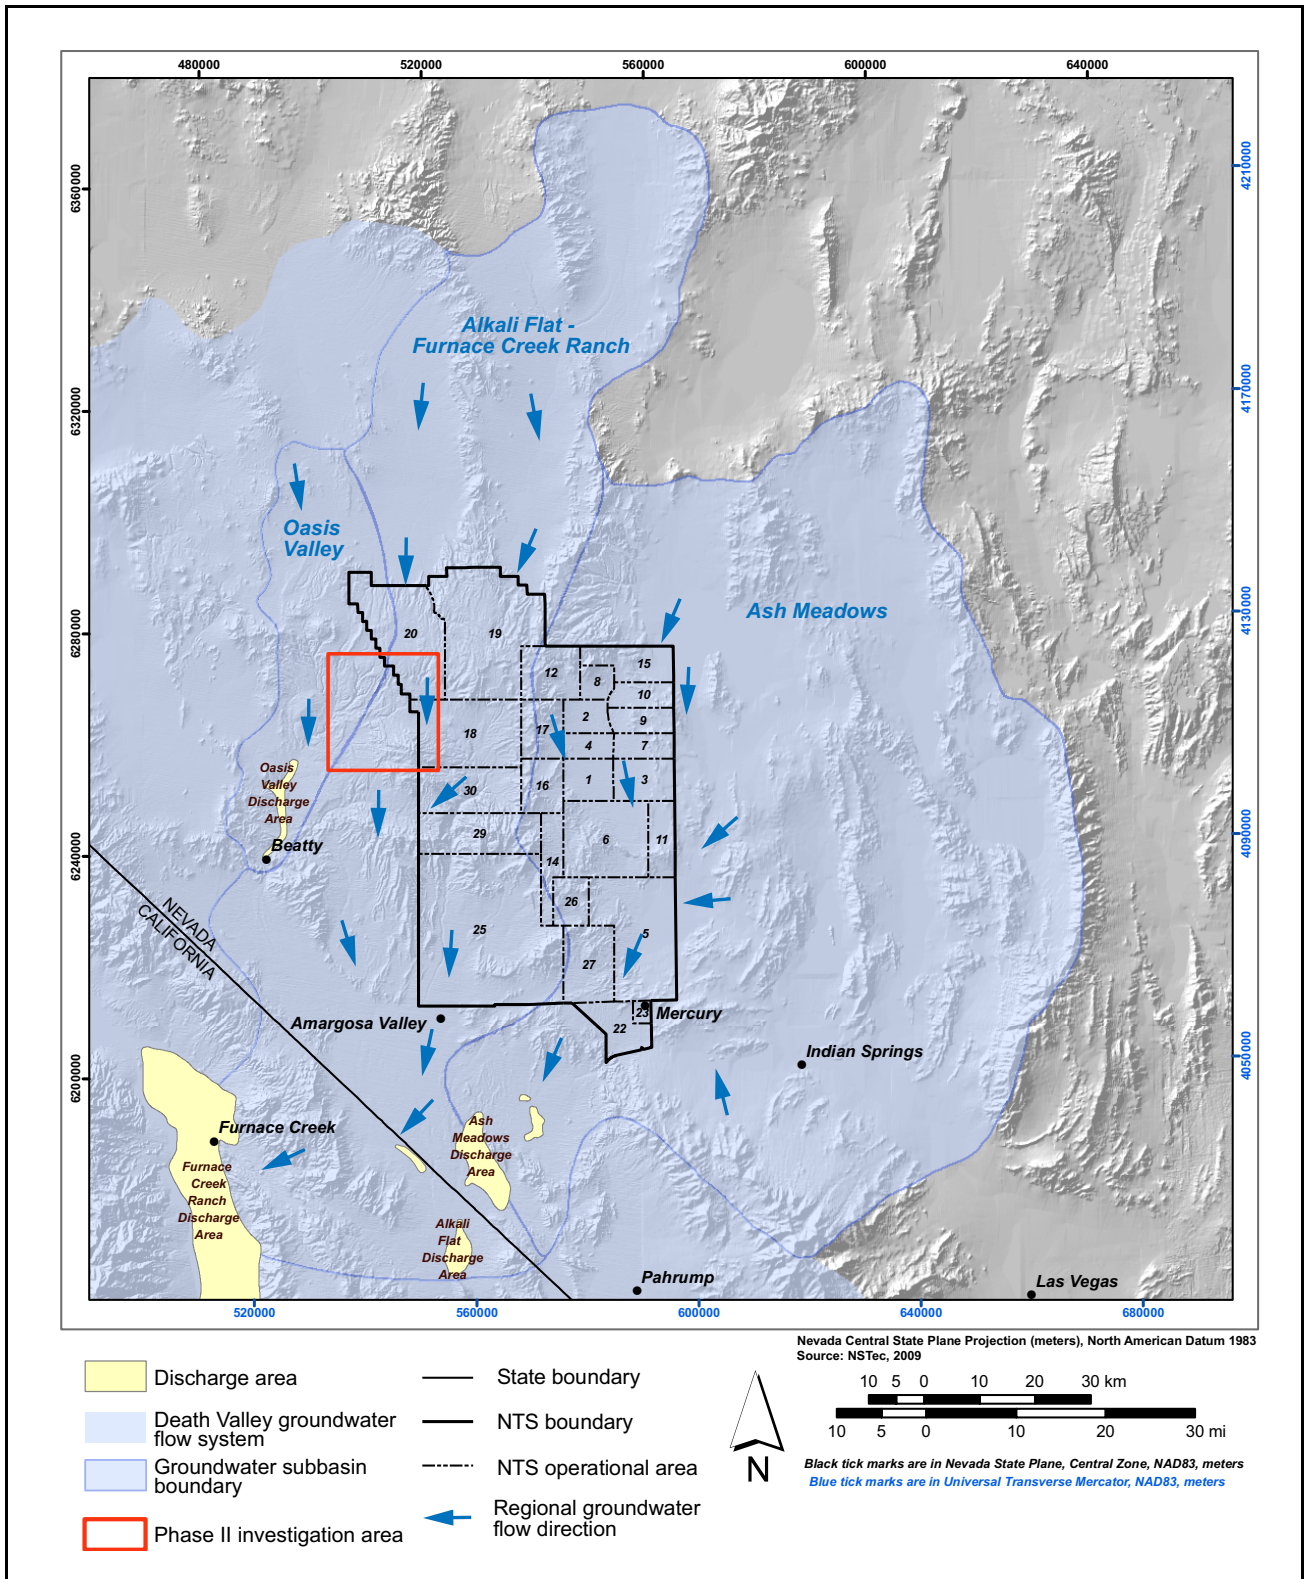 480000
520000
560000
600000
640000
6360000
6320000
6280000
6240000
6200000
4210000
4170000
4130000
4090000
4050000
Alkali Flat -
Furnace Creek Ranch
Oasis
Valley
Ash Meadows
20
19
12
8
15
10
2
9
17
18
4
7
1
3
16
30
29
6
11
14
26
25
5
27
23
22
Oasis
Valley
Discharge
Area
Beatty
NEVADA
CALIFORNIA
Amargosa Valley
Mercury
Indian Springs
Furnace Creek
Furnace
Creek
Ranch
Discharge
Area
Ash
Meadows
Discharge
Area
Alkali
Flat
Discharge
Area
Pahrump
Las Vegas
520000
560000
600000
640000
680000
Nevada Central State Plane Projection (meters), North American Datum 1983
Source: NSTec, 2009
Discharge area
Death Valley groundwater
flow system
Groundwater subbasin
boundary
Phase II investigation area
State boundary
NTS boundary
NTS operational area
Regional groundwater
flow direction
N
10 5 0 10 20 30 km
10 5 0 10 20 30 mi
Black tick marks are in Nevada State Plane, Central Zone, NAD83, meters
Blue tick marks are in Universal Transverse Mercator, NAD83, meters